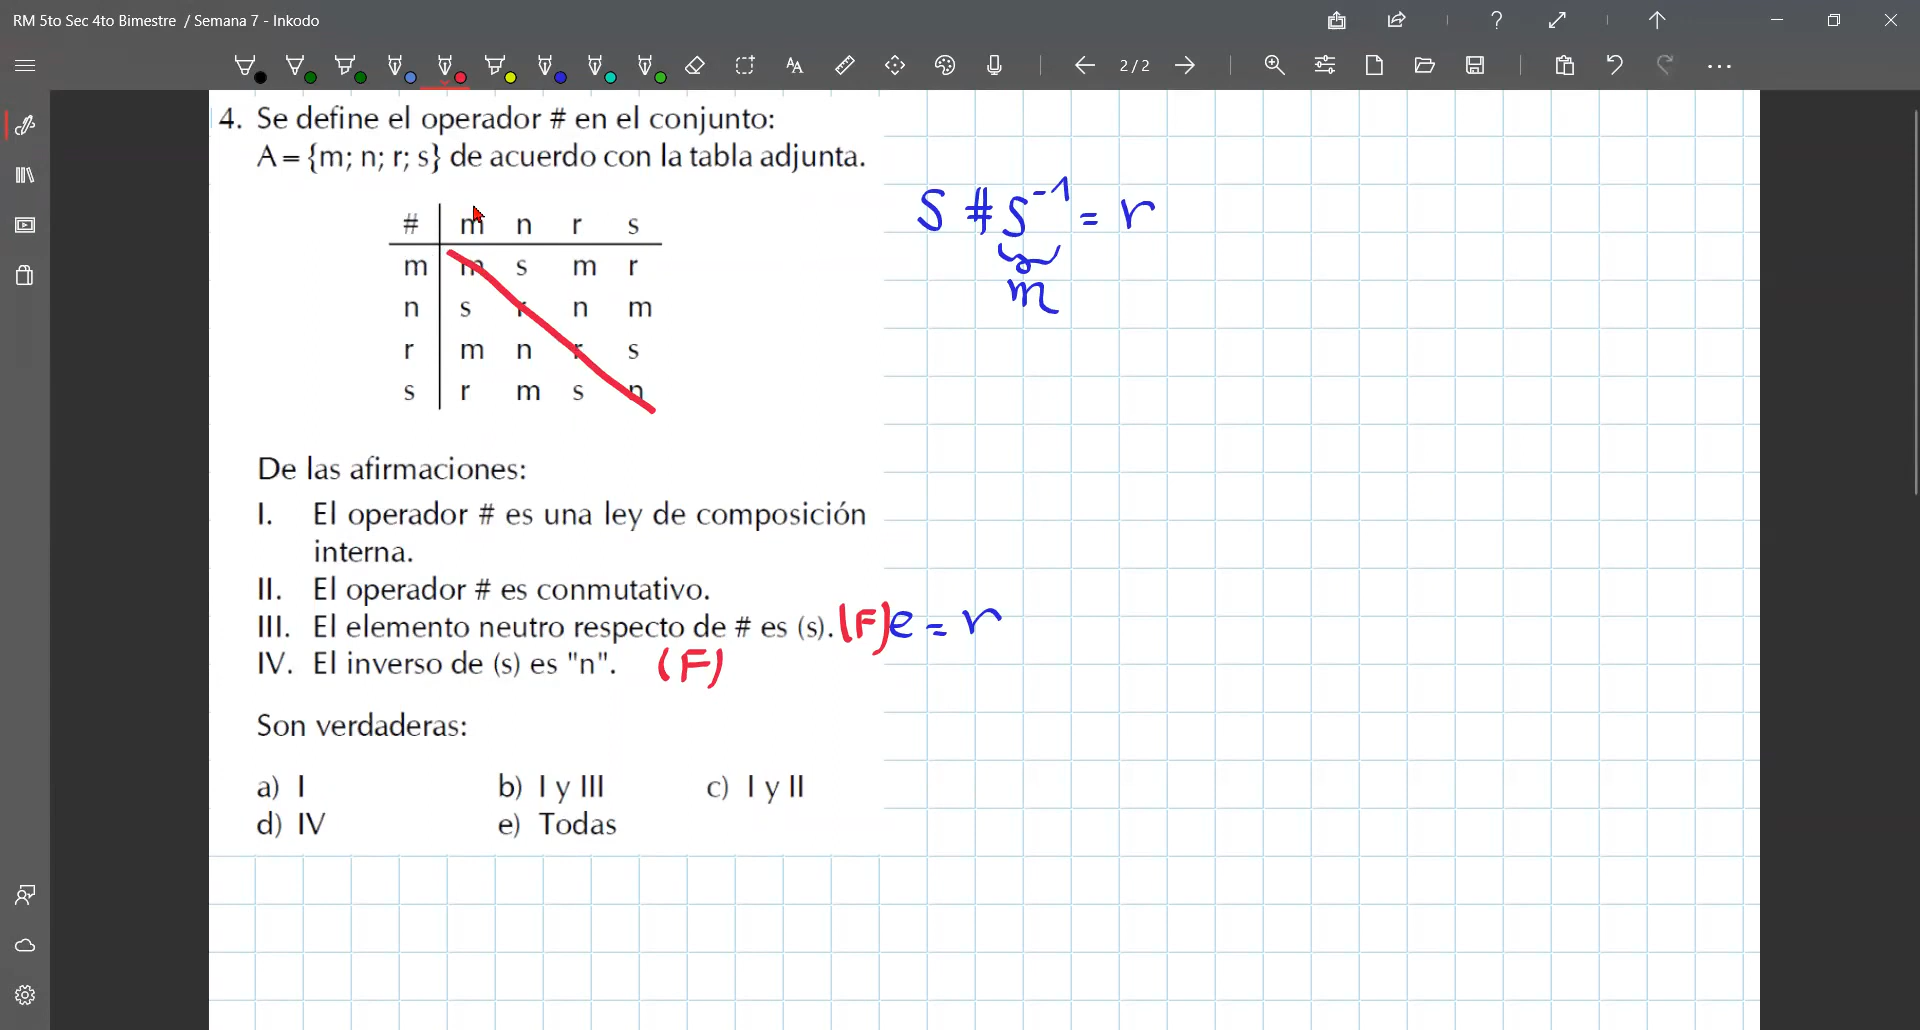 RM 5to Sec 4to Bimestre / Semana 7 - Inkodo
2 / 2
4. Se define el operador # en el conjunto:
A = {m; n; r; s} de acuerdo con la tabla adjunta.
# m n r s
m m s m r
n s r n m
r m n r s
s r m s n
S # S⁻¹ = r
m
De las afirmaciones:
I. El operador # es una ley de composición
interna.
II. El operador # es conmutativo.
III. El elemento neutro respecto de # es (s). (F) e = r
IV. El inverso de (s) es "n". (F)
Son verdaderas:
a) I b) I y III c) I y II
d) IV e) Todas